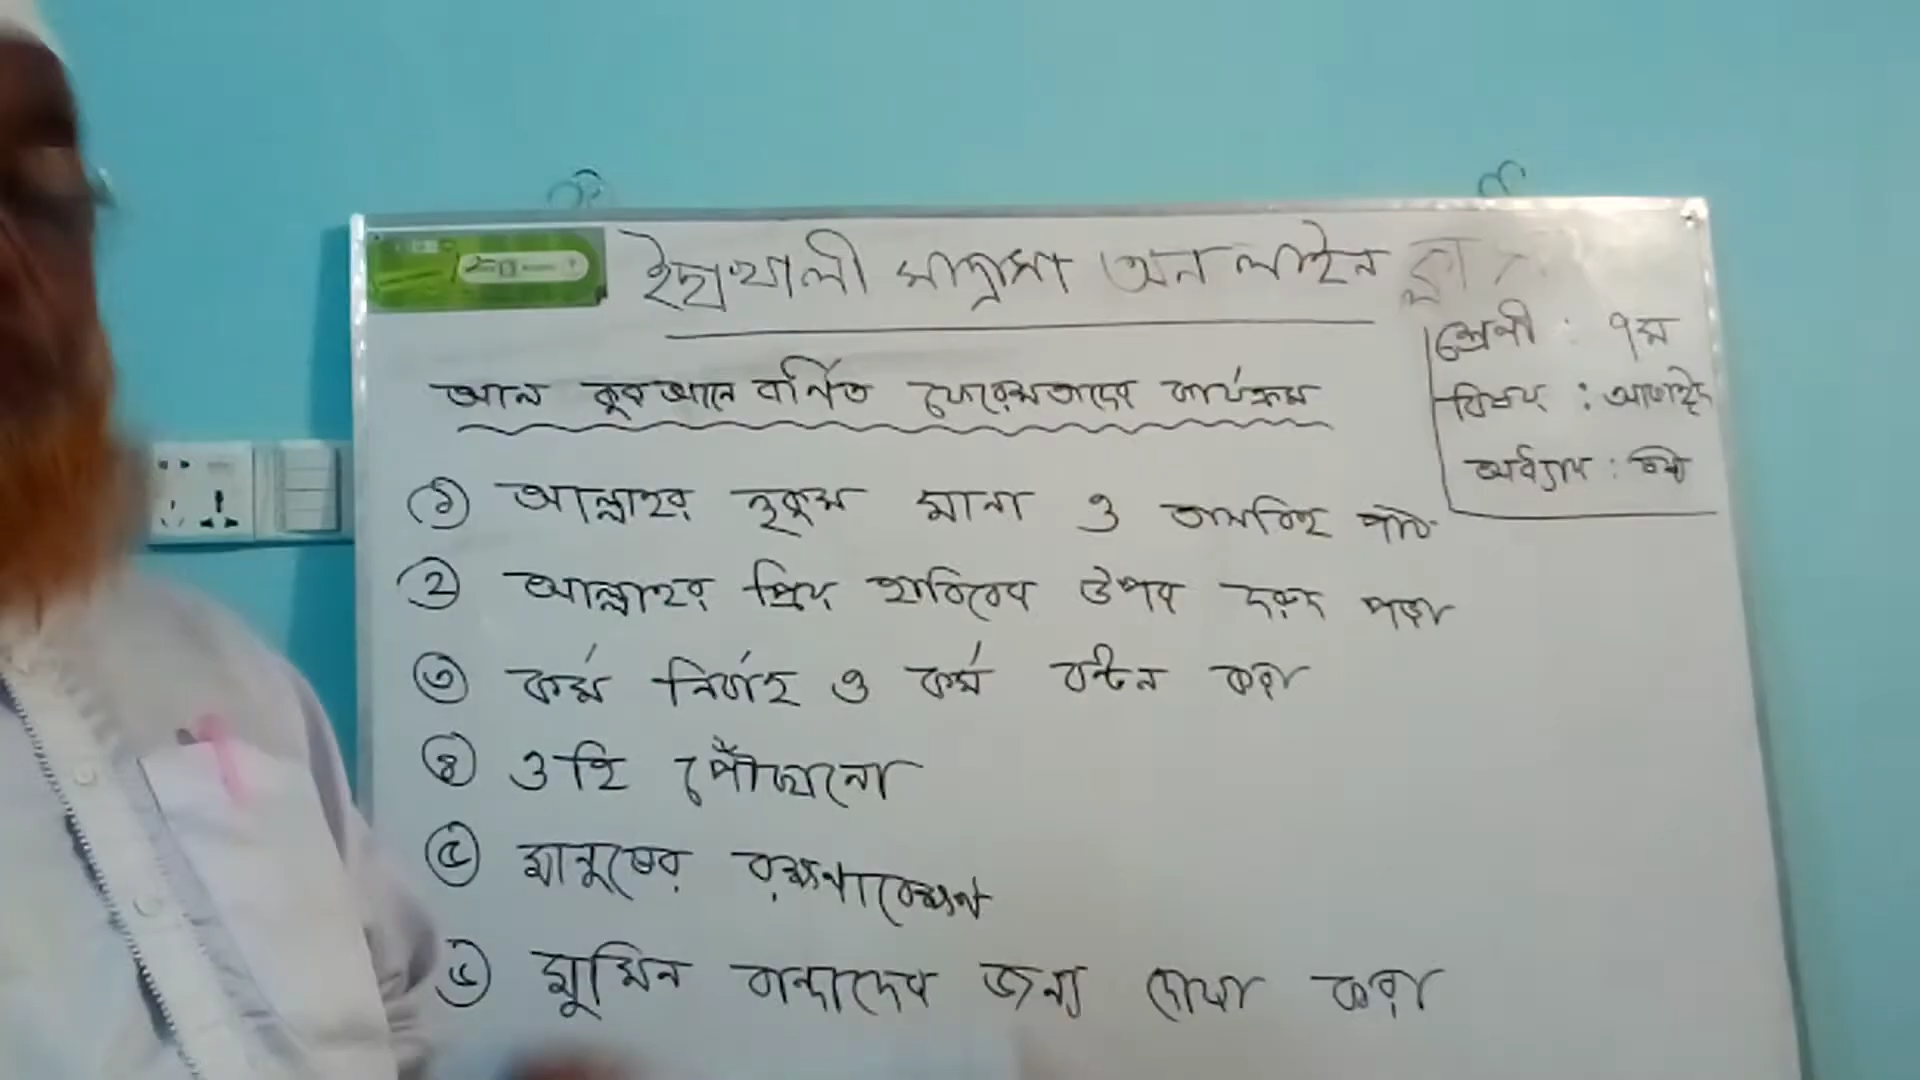 ইছাখালী মাদ্রাসা অনলাইন ক্লাস
শ্রেণী : ৭ম
বিষয় : আকাইদ
অধ্যায় :
আল কুরআনে বর্ণিত ফেরেশতাদের কার্যক্রম
১ আল্লাহর হুকুম মানা ও তাসবিহ পাঠ
২ আল্লাহর প্রিয় হাবিবের উপর দরুদ পড়া
৩ কর্ম নির্বাহ ও কর্ম বন্টন করা
৪ ওহি পৌঁছানো
৫ মানুষের রক্ষণাবেক্ষণ
৬ মুমিন বান্দাদের জন্য দোয়া করা